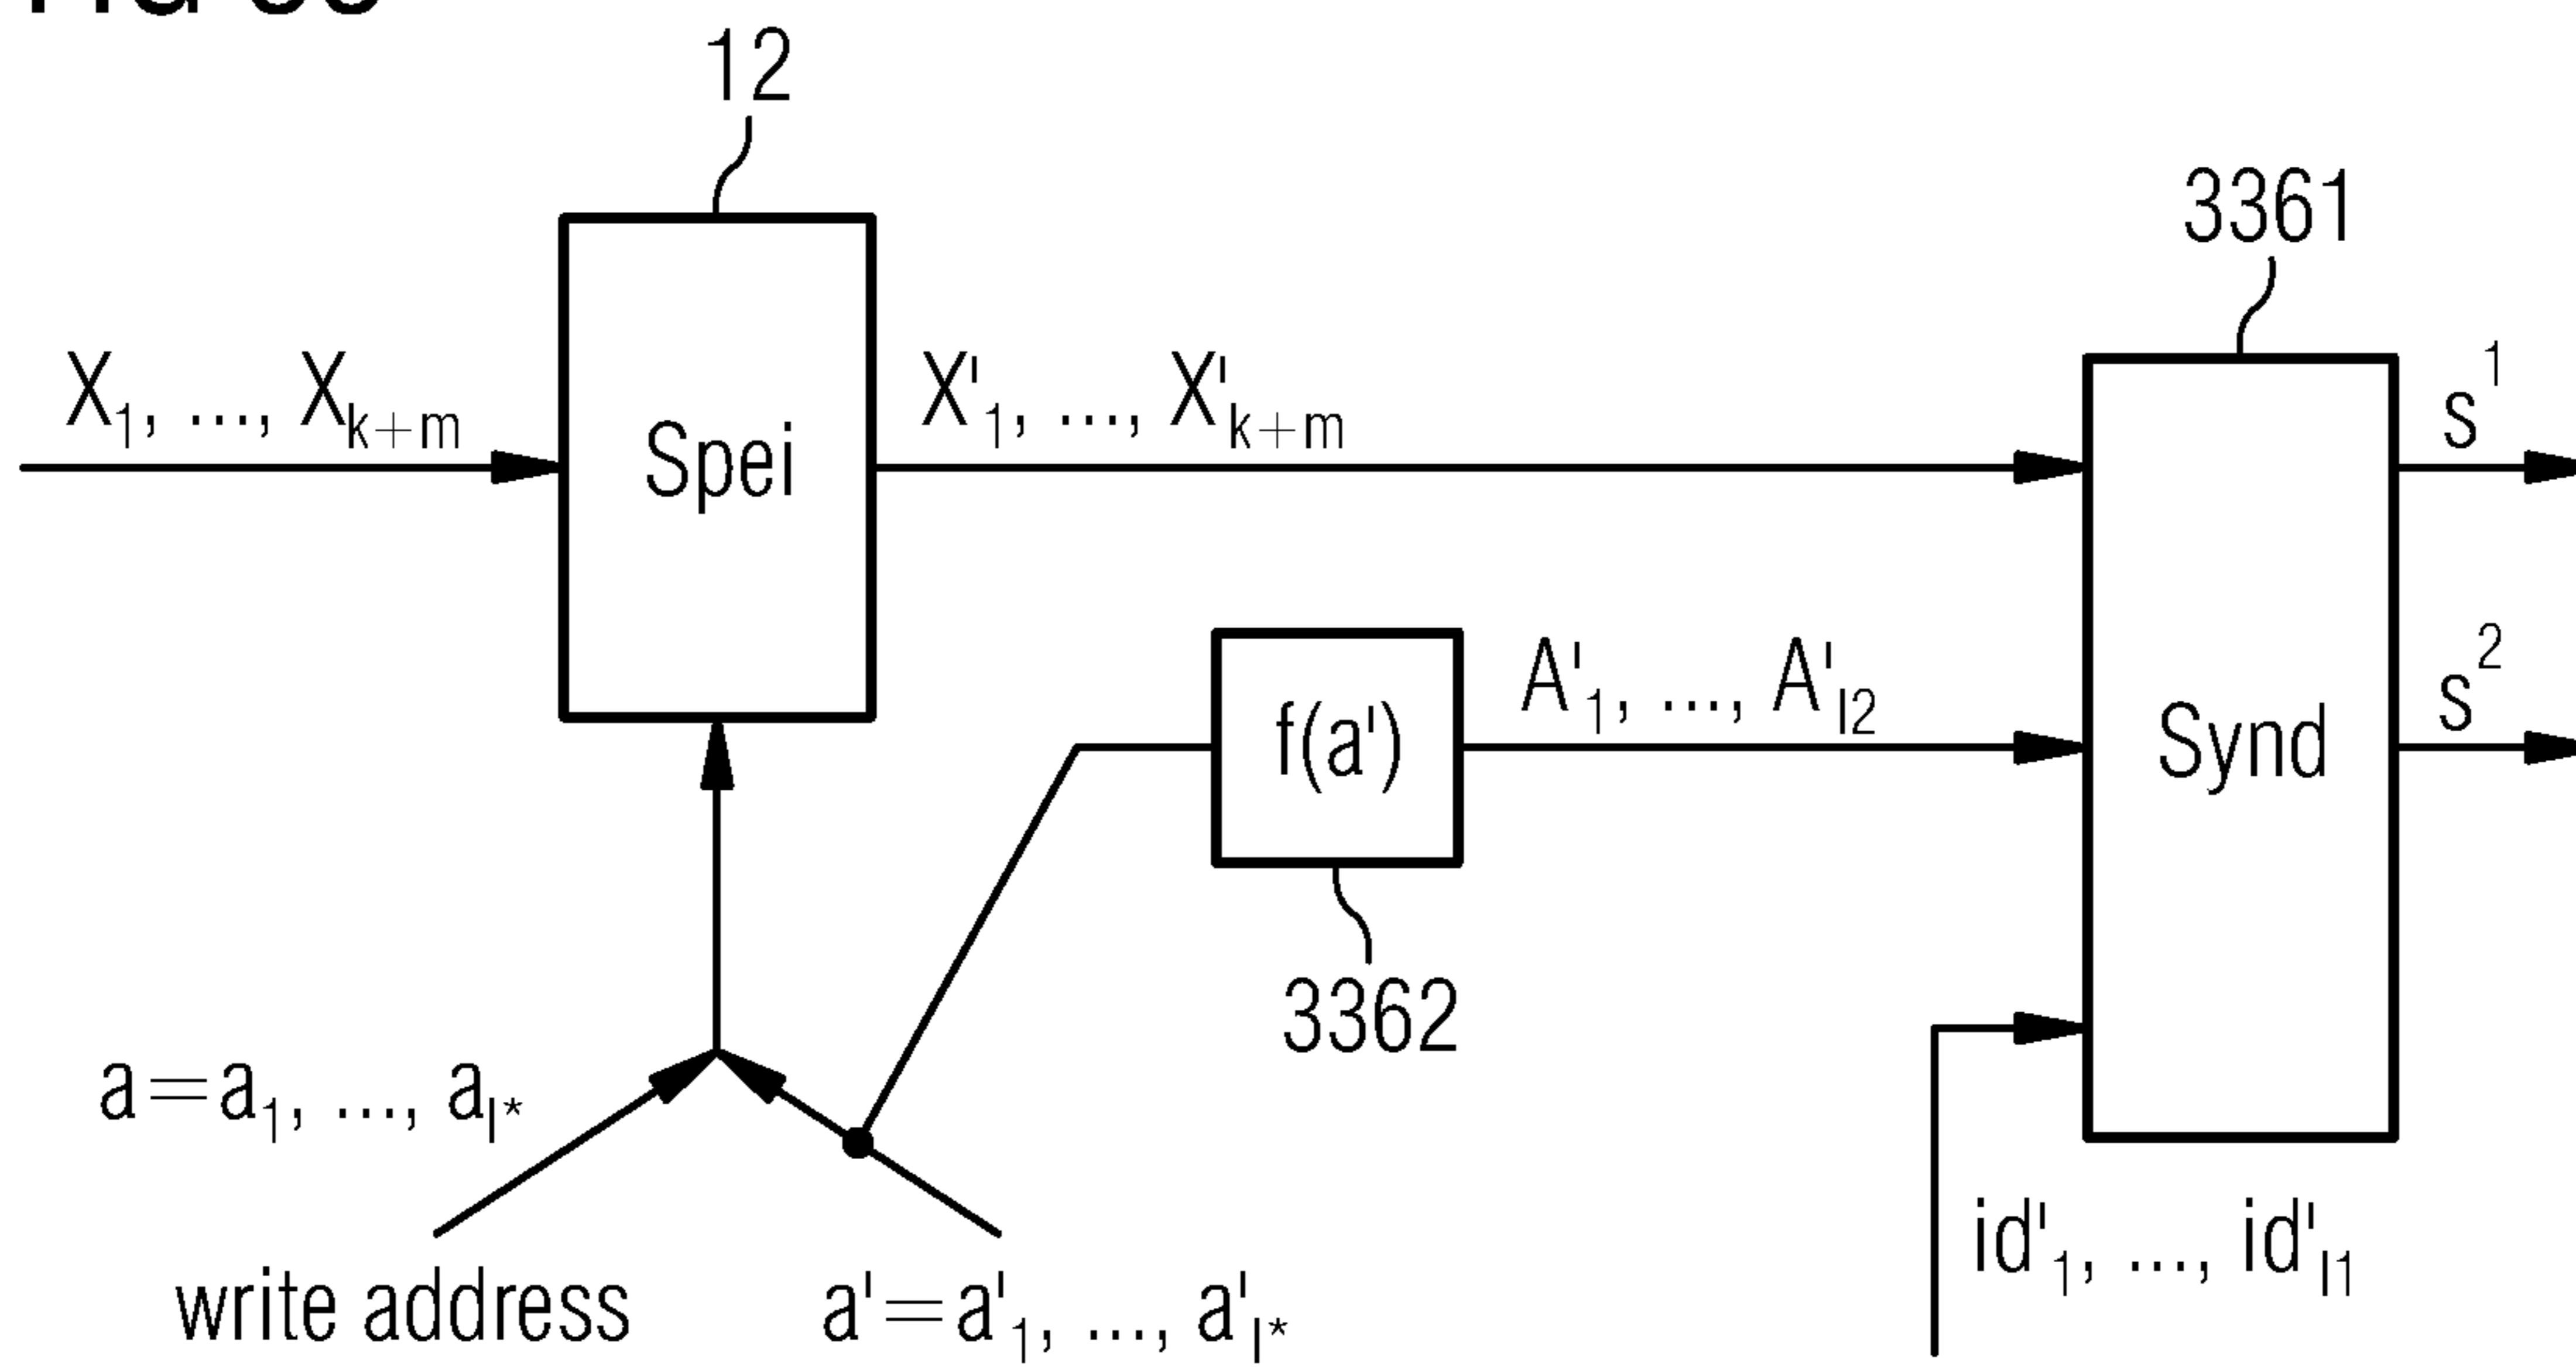 12
3361
X₁, ..., Xₖ₊ₘ
Spei
X'₁, ..., X'ₖ₊ₘ
s¹
f(a')
A'₁, ..., A'ₗ₂
Synd
s²
3362
a=a₁, ..., aₗ*
write address
a'=a'₁, ..., a'ₗ*
id'₁, ..., id'ₗ₁